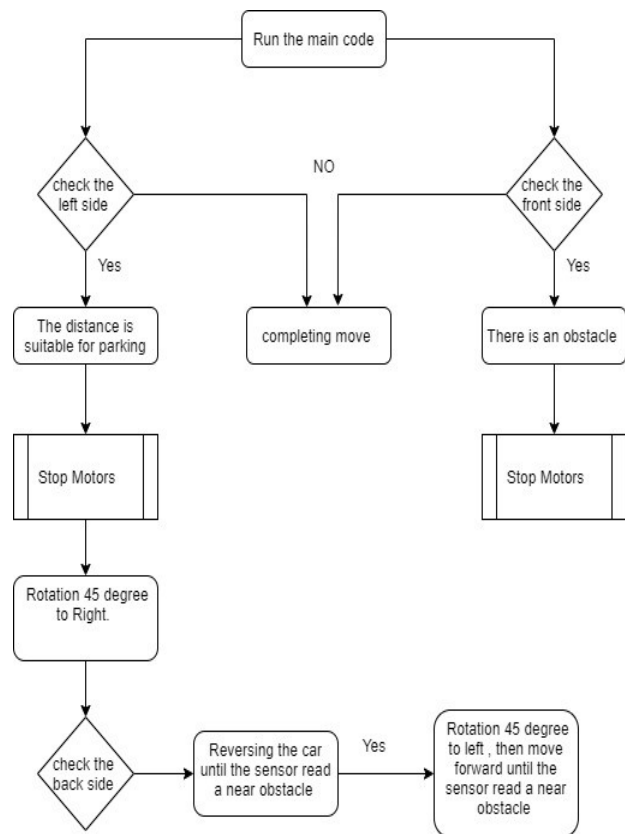 Run the main code
check the
left side
NO
check the
front side
Yes
Yes
The distance is
suitable for parking
completing move
There is an obstacle
Stop Motors
Stop Motors
Rotation 45 degree
to Right.
check the
back side
Reversing the car
until the sensor read
a near obstacle
Yes
Rotation 45 degree
to left , then move
forward until the
sensor read a near
obstacle